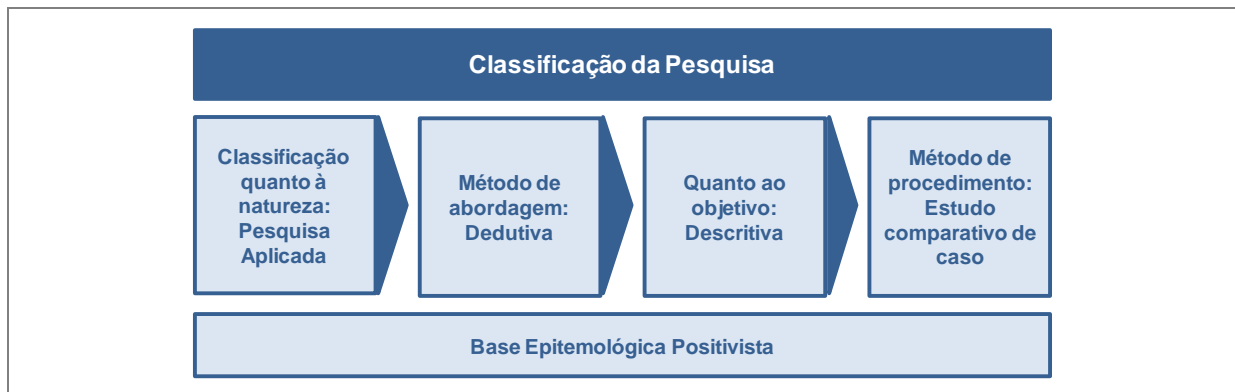 Classificação da Pesquisa
Classificação
quanto à
natureza:
Pesquisa
Aplicada
Método de
abordagem:
Dedutiva
Quanto ao
objetivo:
Descritiva
Método de
procedimento:
Estudo
comparativo de
caso
Base Epitemológica Positivista